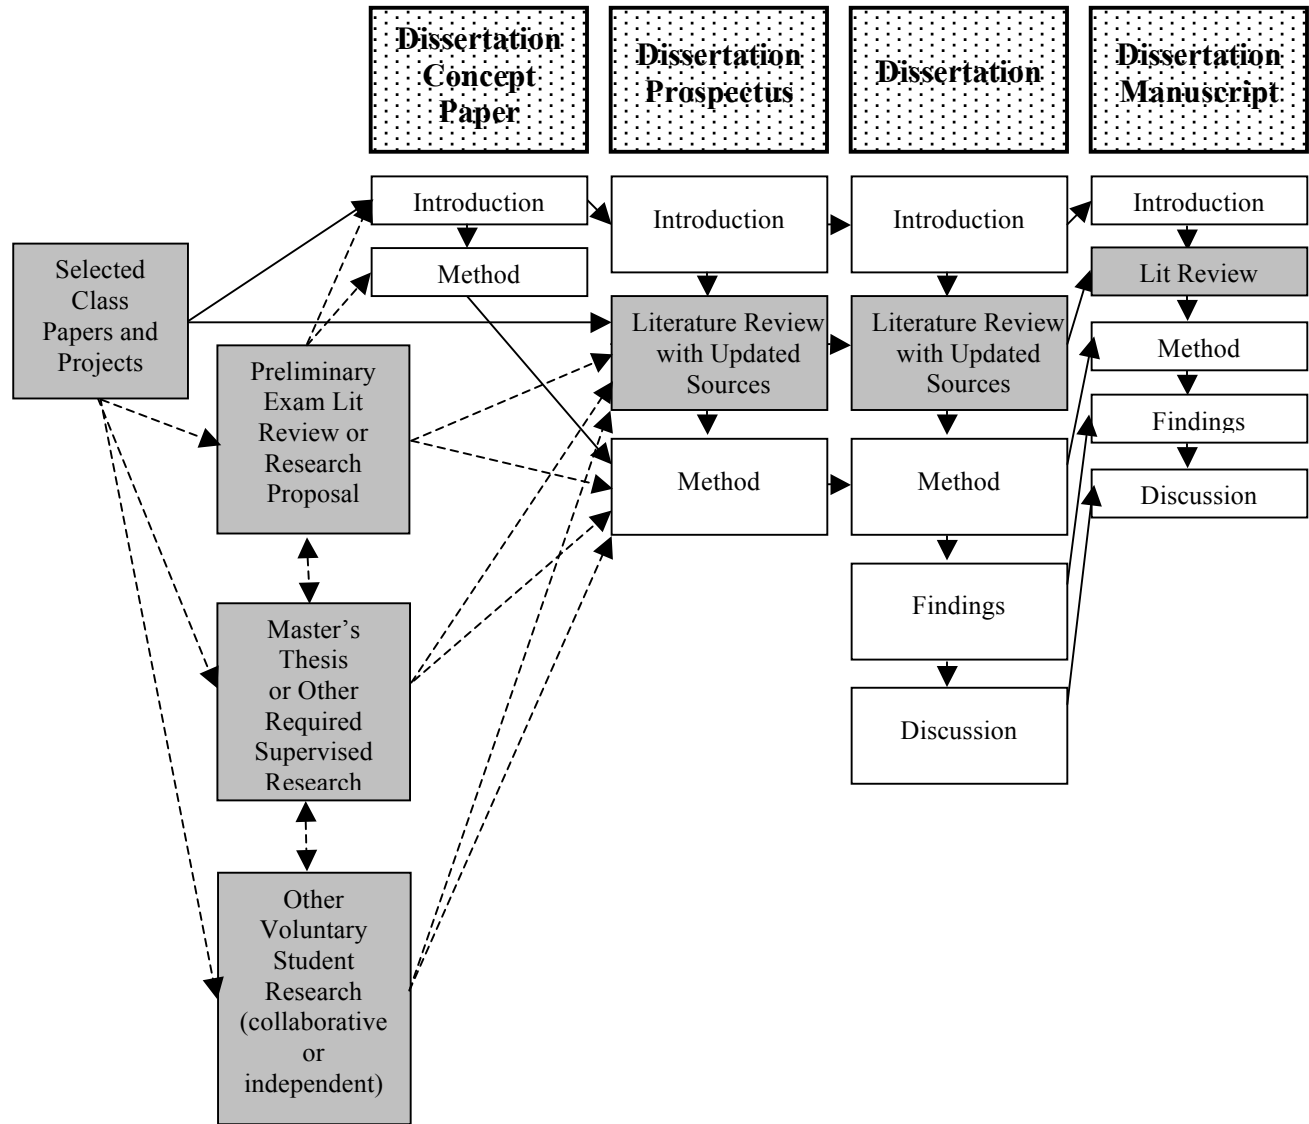 Dissertation
Concept
Paper
Dissertation
Prospectus
Dissertation
Dissertation
Manuscript
Introduction
Method
Introduction
Literature Review
with Updated
Sources
Method
Introduction
Literature Review
with Updated
Sources
Method
Findings
Discussion
Introduction
Lit Review
Method
Findings
Discussion
Selected
Class
Papers and
Projects
Preliminary
Exam Lit
Review or
Research
Proposal
Master’s
Thesis
or Other
Required
Supervised
Research
Other
Voluntary
Student
Research
(collaborative
or
independent)